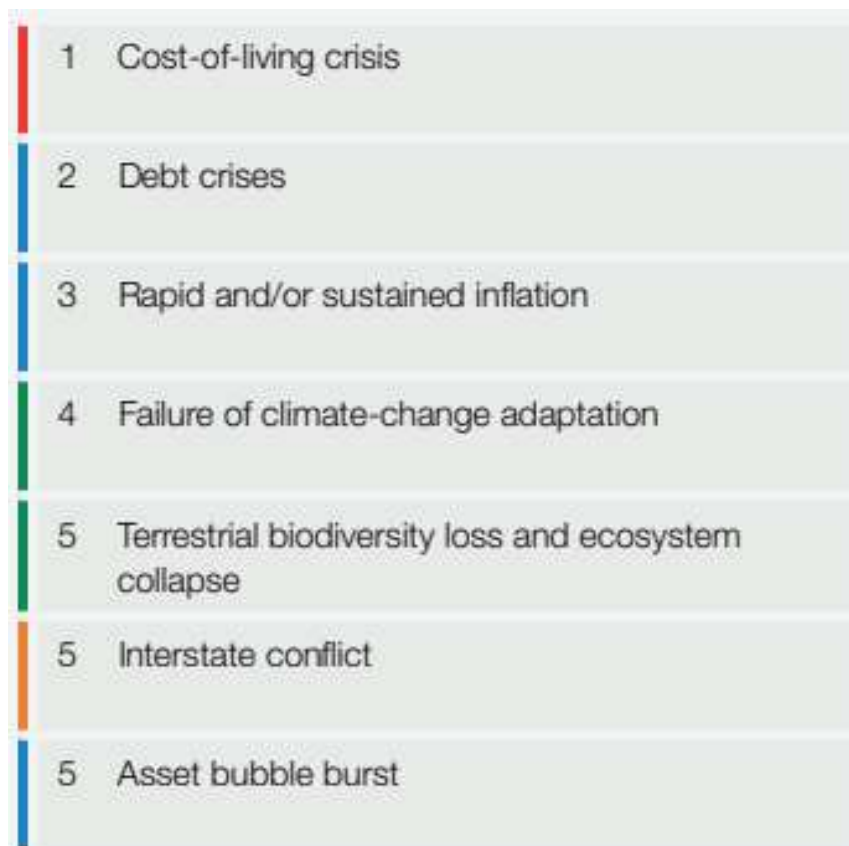 1 Cost-of-living crisis
2 Debt crises
3 Rapid and/or sustained inflation
4 Failure of climate-change adaptation
5 Terrestrial biodiversity loss and ecosystem
collapse
5 Interstate conflict
5 Asset bubble burst